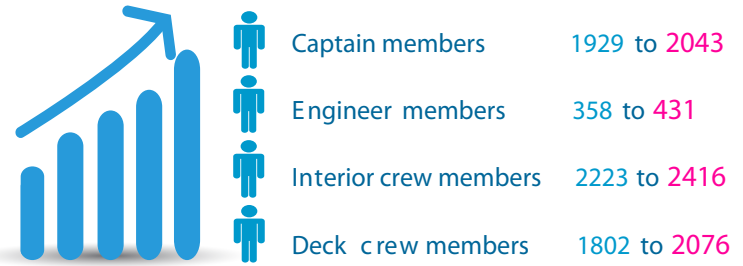 Captain members 1929 to 2043
Engineer members 358 to 431
Interior crew members 2223 to 2416
Deck crew members 1802 to 2076